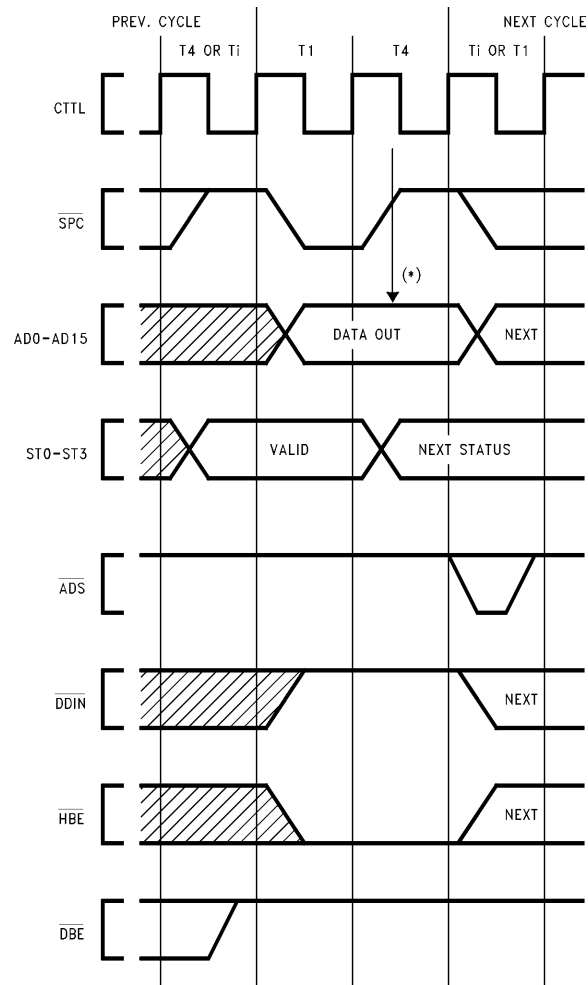 PREV. CYCLE NEXT CYCLE
T4 OR Ti T1 T4 Ti OR T1
CTTL
SPC
(*)
AD0-AD15 DATA OUT NEXT
ST0-ST3 VALID NEXT STATUS
ADS
DDIN NEXT
HBE NEXT
DBE